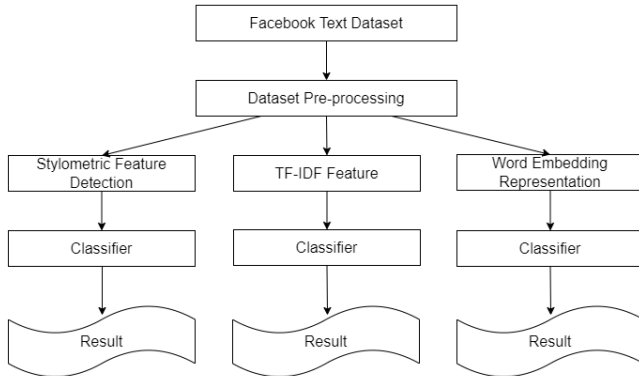 Facebook Text Dataset
Dataset Pre-processing
Stylometric Feature
Detection
TF-IDF Feature
Word Embedding
Representation
Classifier
Classifier
Classifier
Result
Result
Result